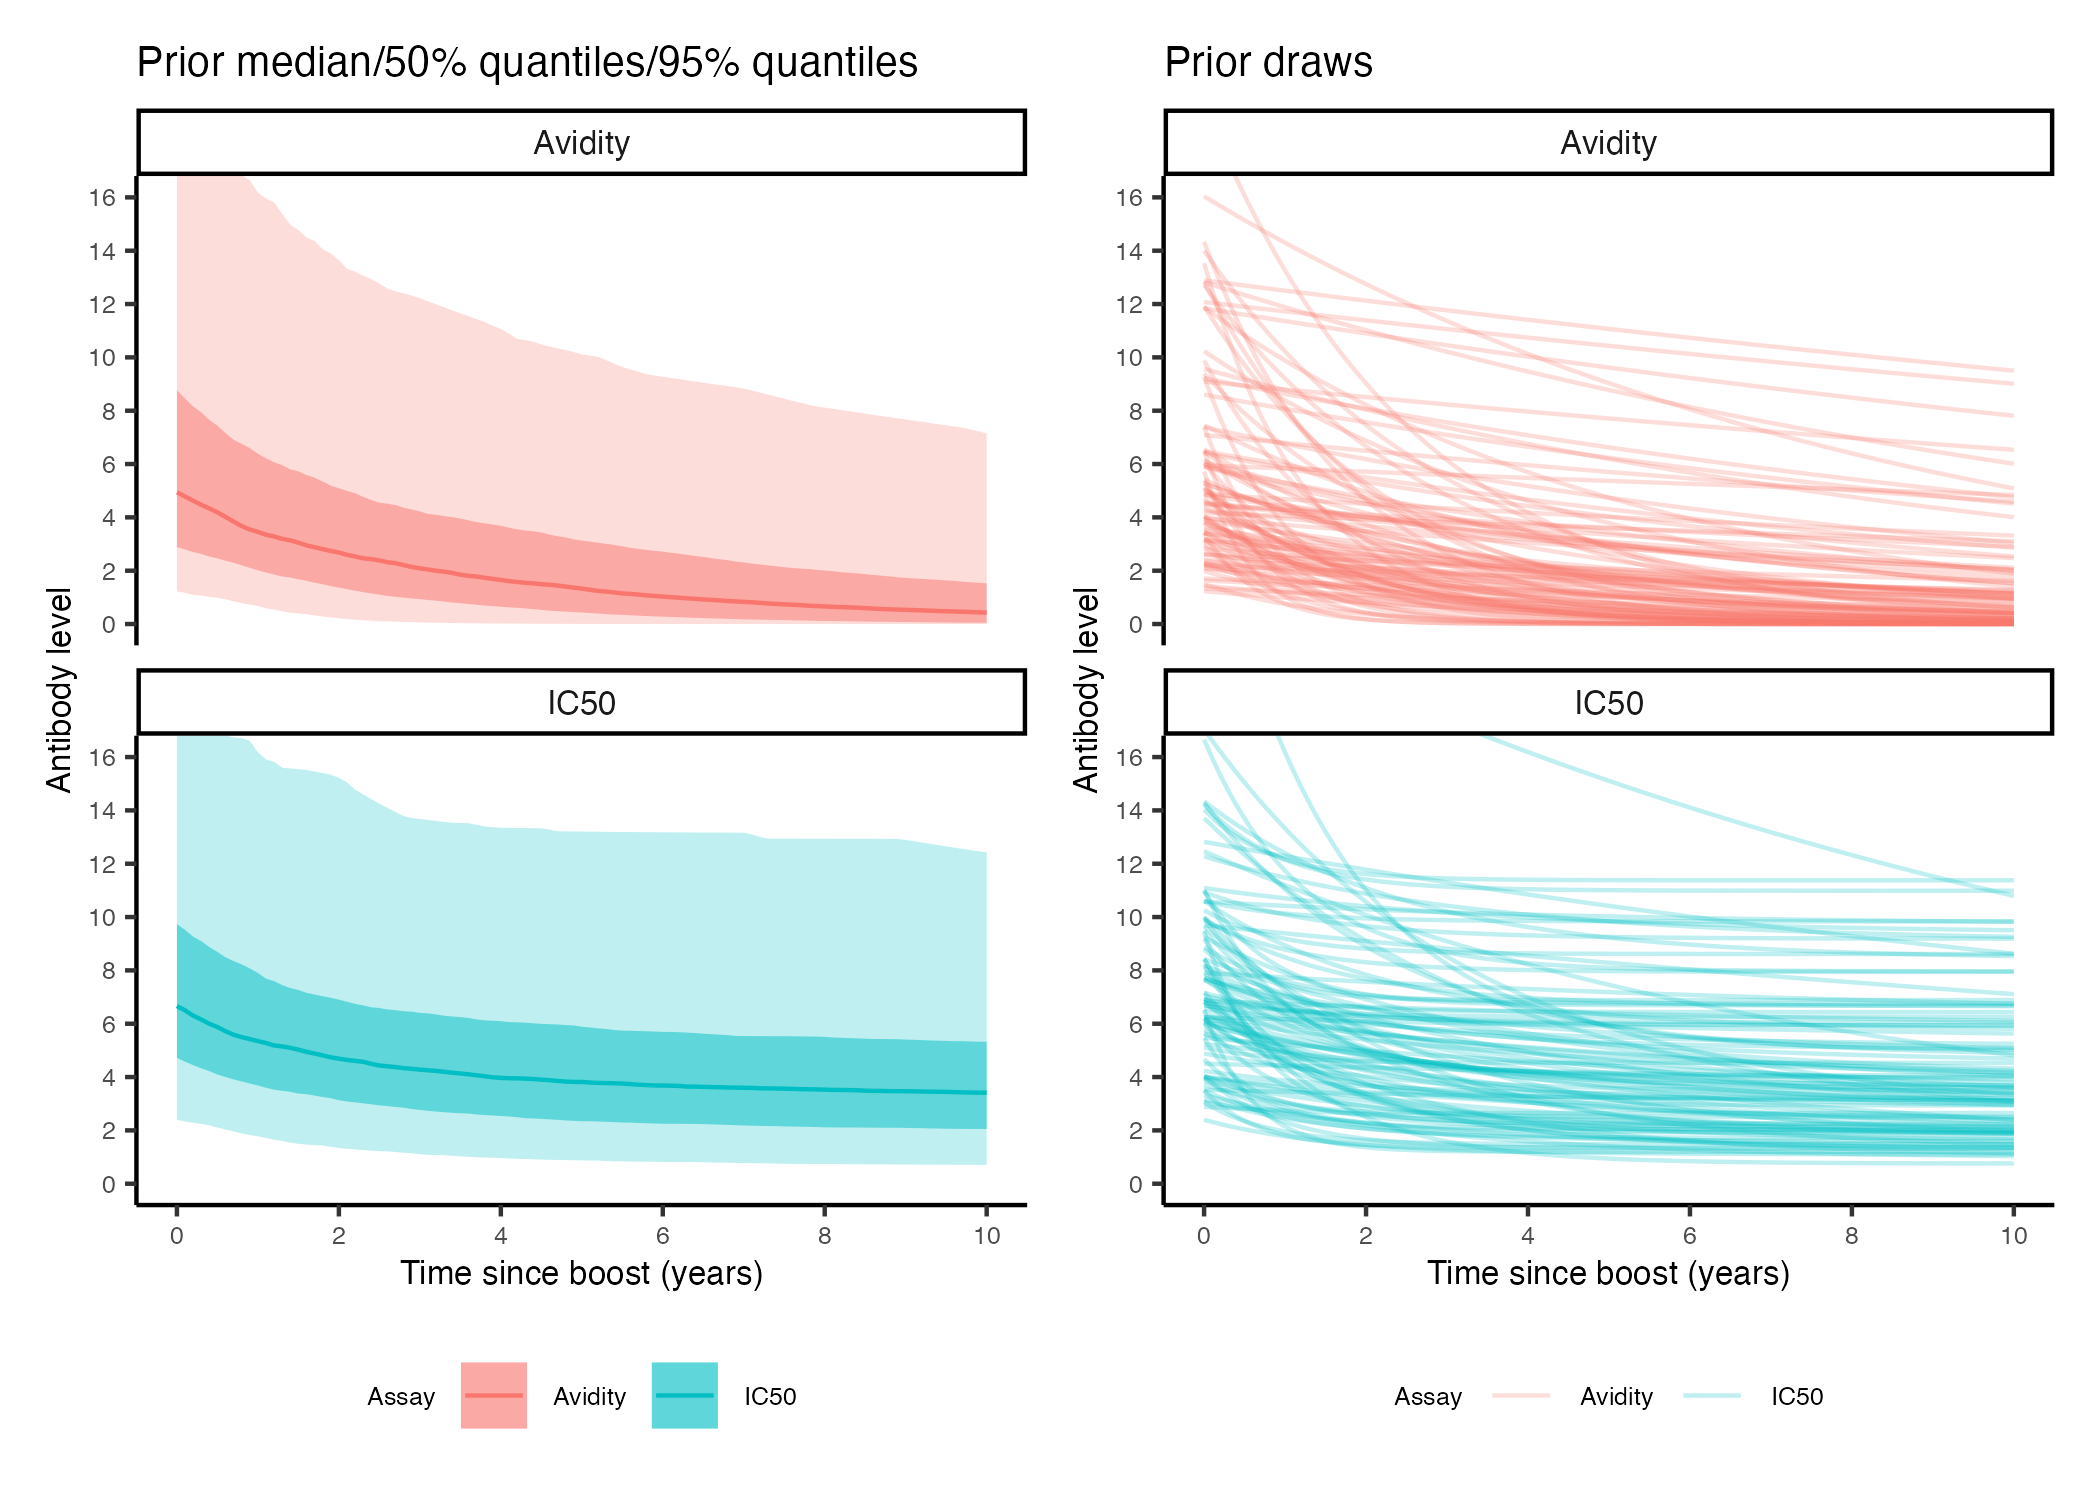 Prior median/50% quantiles/95% quantiles
Avidity
16
14
12
10
8
6
4
2
0
IC50
16
14
12
10
8
6
4
2
0
Antibody level
0 2 4 6 8 10
Time since boost (years)
Assay Avidity IC50
Prior draws
Avidity
16
14
12
10
8
6
4
2
0
IC50
16
14
12
10
8
6
4
2
0
Antibody level
0 2 4 6 8 10
Time since boost (years)
Assay Avidity IC50